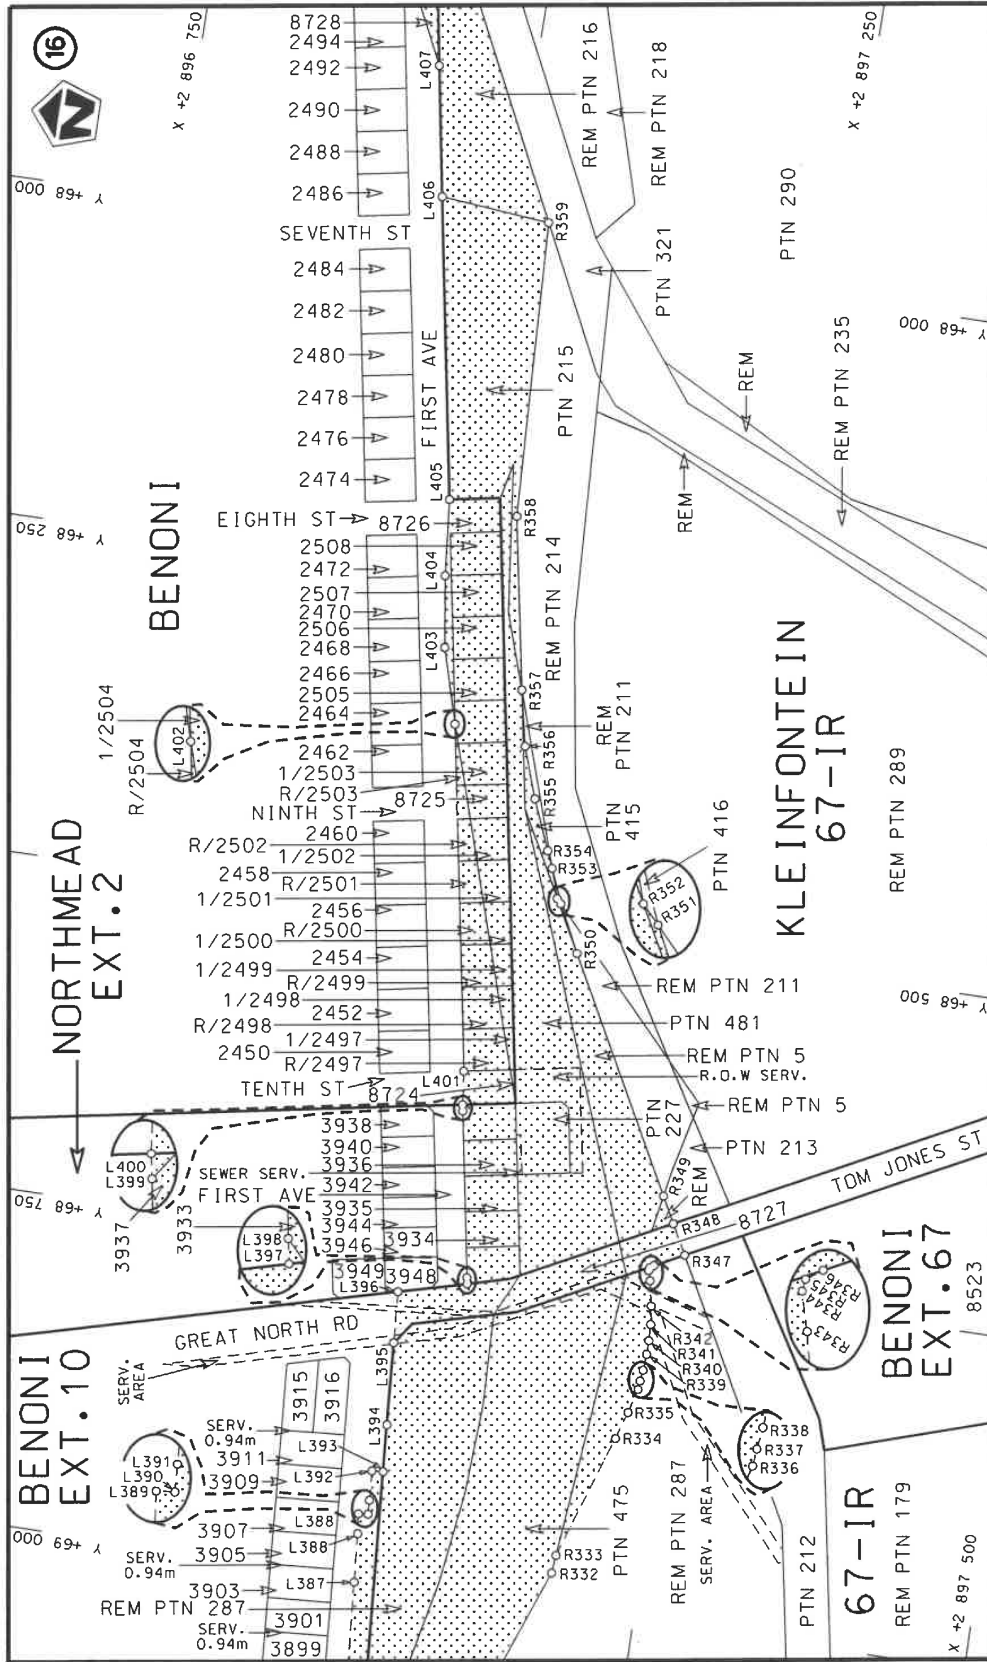 16
N
X +2 896 750
Y +68 000
8728
2494
2492
2490
2488
2486
SEVENTH ST
2484
2482
2480
2478
2476
2474
FIRST AVE
L407
L406
L405
REM PTN 216
REM PTN 218
R359
PTN 321
PTN 290
X +2 897 250
Y +68 000
PTN 215
REM
REM PTN 235
REM
BENONI
Y +68 250
EIGHTH ST
8726
2508
2472
2507
2470
2506
2468
2466
2505
2464
2462
1/2503
R/2503
8725
NINTH ST
2460
R/2502
1/2502
2458
R/2501
1/2501
2456
R/2500
1/2500
2454
1/2499
R/2499
1/2498
2452
R/2498
1/2497
2450
R/2497
TENTH ST
8724
L404
L403
L401
R358
REM PTN 214
R357
R356
R355
R354
R353
R350
REM
PTN 211
PTN
415
1/2504
R/2504
L402
NORTHMEAD
EXT.2
KLEINFONTEIN
67-IR
PTN 416
R352
R351
REM PTN 289
REM PTN 211
PTN 481
REM PTN 5
R.O.W SERV.
REM PTN 5
PTN 213
PTN
227
Y +68 500
3938
3940
3936
SEWER SERV.
3942
FIRST AVE
3935
3944
3934
3946
3949
3948
L396
L400
L399
3937
3933
L398
L397
Y +68 750
R349
REM
R348
8727
TOM JONES ST
R347
GREAT NORTH RD
BENONI
EXT.10
SERV.
AREA
L395
L394
3915
3916
SERV.
0.94m
L393
3911
L392
3909
L391
L390
L389
L388
L388
3907
3905
SERV.
0.94m
3903
L387
REM PTN 287
3901
SERV.
0.94m
3899
Y +69 000
R342
R341
R340
R339
R335
R334
R333
R332
PTN 475
REM PTN 287
SERV. AREA
R346
R345
R344
R343
R338
R337
R336
BENONI
EXT.67
8523
PTN 212
67-IR
REM PTN 179
X +2 897 500